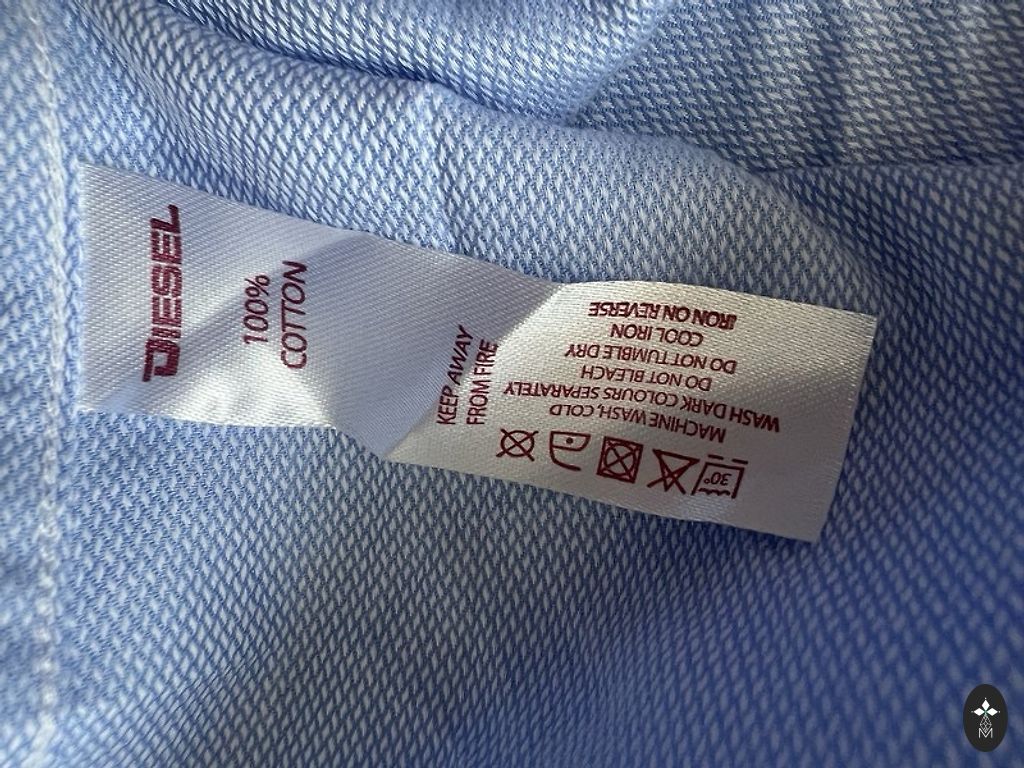 DIESEL
100%
COTTON
KEEP AWAY
FROM FIRE
30°
MACHINE WASH, COLD
WASH DARK COLOURS SEPARATELY
DO NOT BLEACH
DO NOT TUMBLE DRY
COOL IRON
IRON ON REVERSE
M